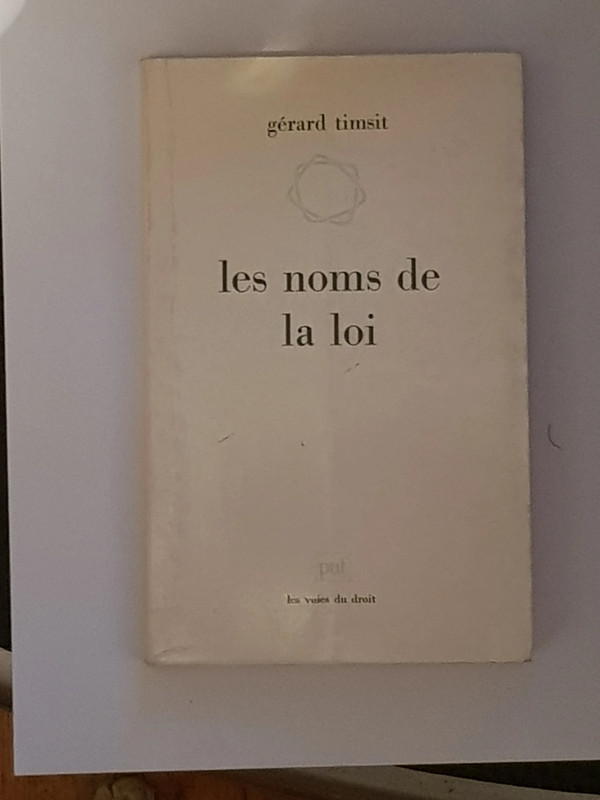 gérard timsit
les noms de
la loi
puf
les voies du droit